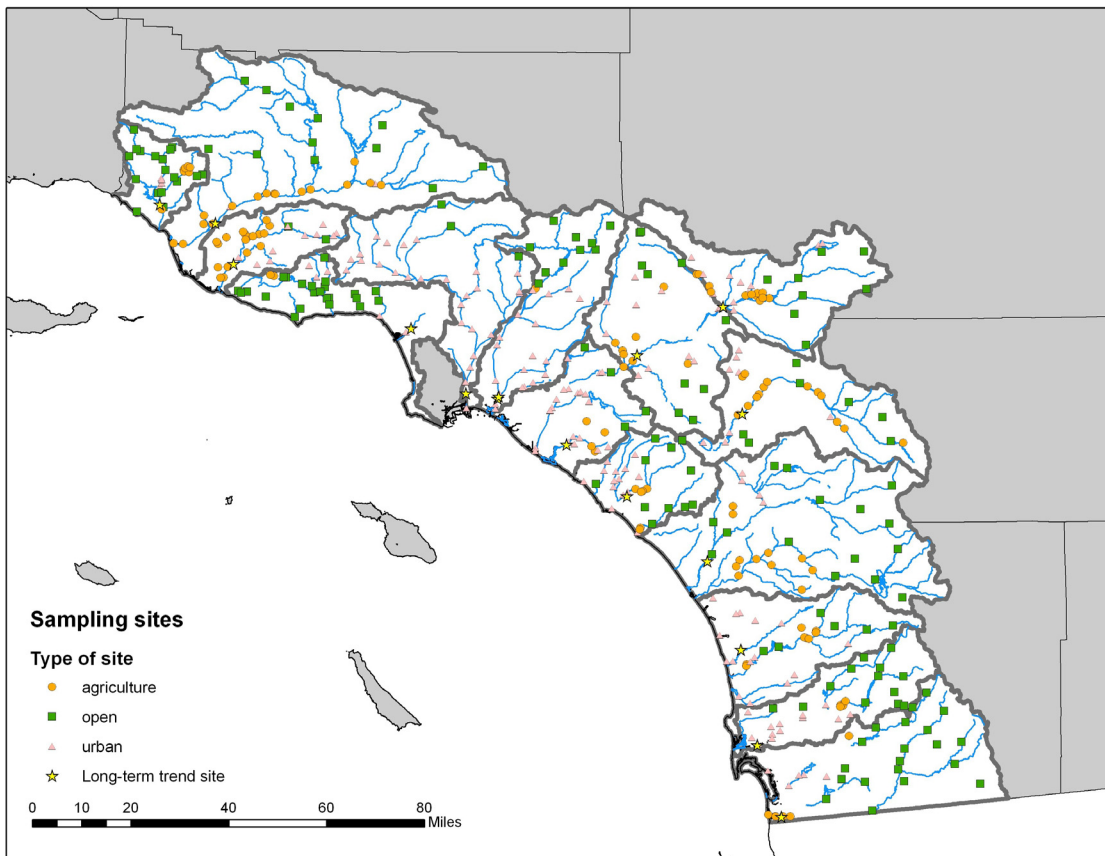 Sampling sites
Type of site
agriculture
open
urban
Long-term trend site
0 10 20 40 60 80
Miles